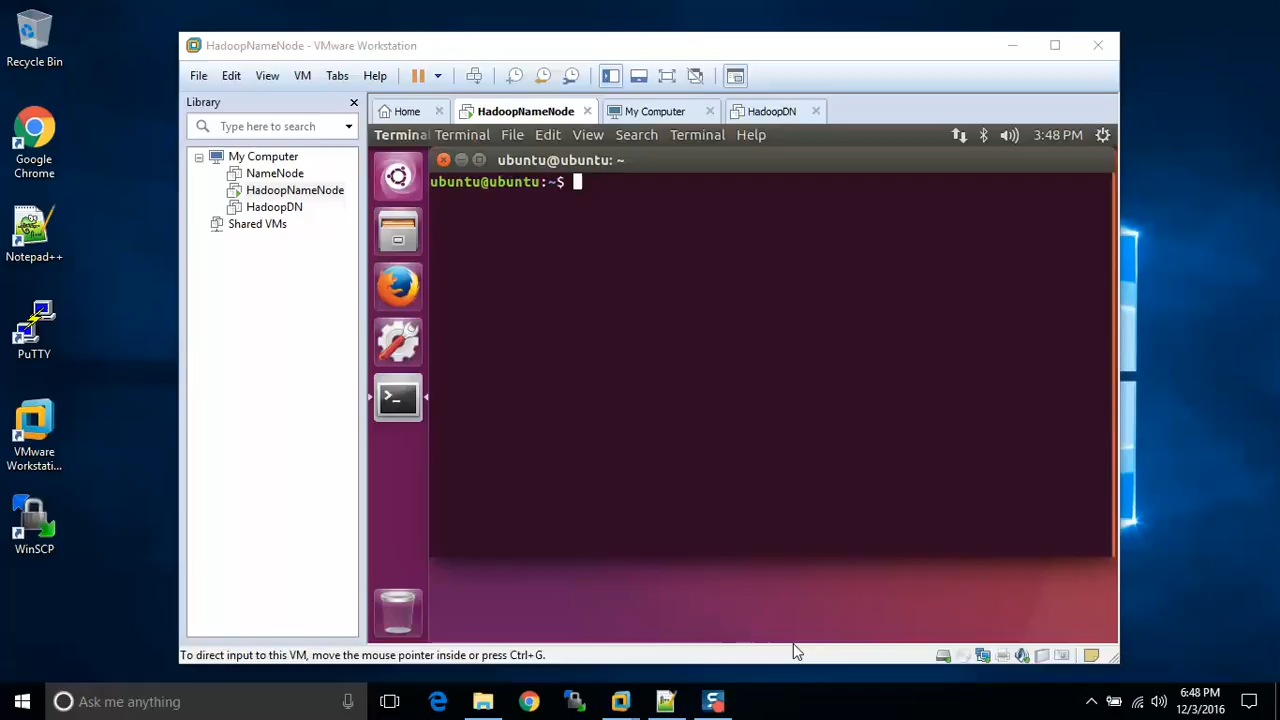 Recycle Bin
Google
Chrome
Notepad++
PuTTY
VMware
Workstati...
WinSCP
HadoopNameNode - VMware Workstation
File Edit View VM Tabs Help
Library
Type here to search
My Computer
NameNode
HadoopNameNode
HadoopDN
Shared VMs
Home HadoopNameNode My Computer HadoopDN
Termina Terminal File Edit View Search Terminal Help 3:48 PM
ubuntu@ubuntu: ~
ubuntu@ubuntu:~$
To direct input to this VM, move the mouse pointer inside or press Ctrl+G.
Ask me anything
6:48 PM
12/3/2016